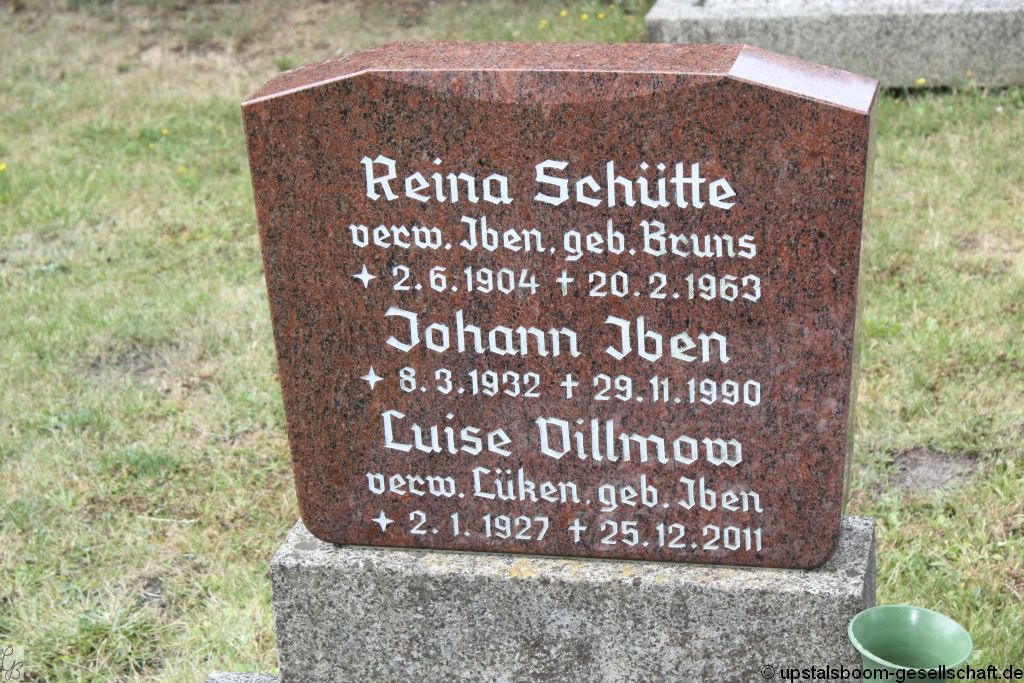 Reina Schütte
verw. Iben, geb. Bruns
✦ 2.6.1904 ✝ 20.2.1963
Johann Iben
✦ 8.3.1932 ✝ 29.11.1990
Luise Dillmow
verw. Lüken, geb. Iben
✦ 2.1.1927 ✝ 25.12.2011
© upstalsboom-gesellschaft.de